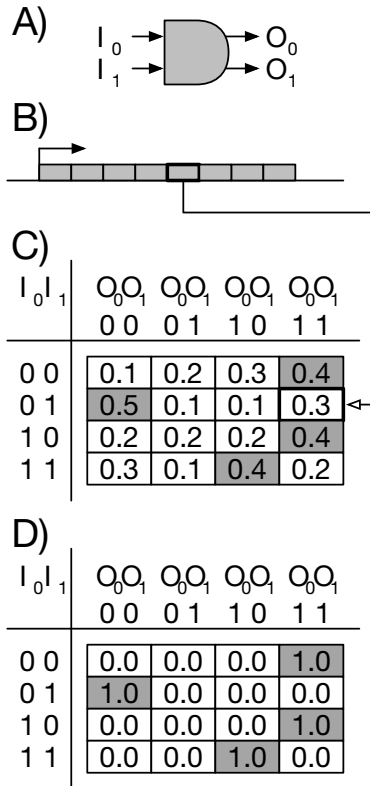 A)
I0 O0
I1 O1
B)
C)
I0I1 O0O1 O0O1 O0O1 O0O1
0 0 0 1 1 0 1 1
0 0 0.1 0.2 0.3 0.4
0 1 0.5 0.1 0.1 0.3
1 0 0.2 0.2 0.2 0.4
1 1 0.3 0.1 0.4 0.2
D)
I0I1 O0O1 O0O1 O0O1 O0O1
0 0 0 1 1 0 1 1
0 0 0.0 0.0 0.0 1.0
0 1 1.0 0.0 0.0 0.0
1 0 0.0 0.0 0.0 1.0
1 1 0.0 0.0 1.0 0.0